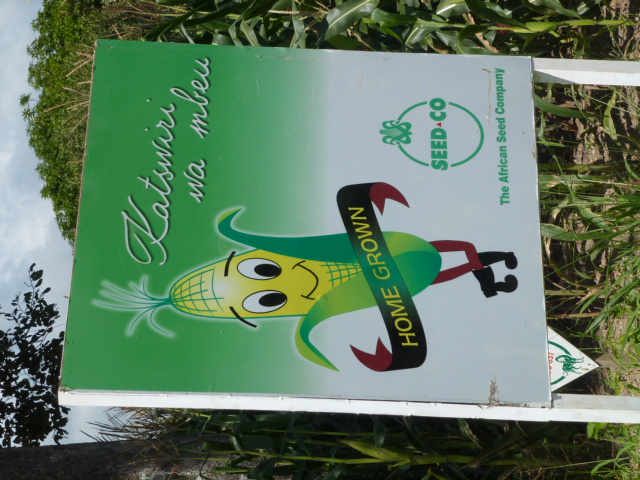 Katswiri
wa mbeu
HOME GROWN
SEED CO
The African Seed Company